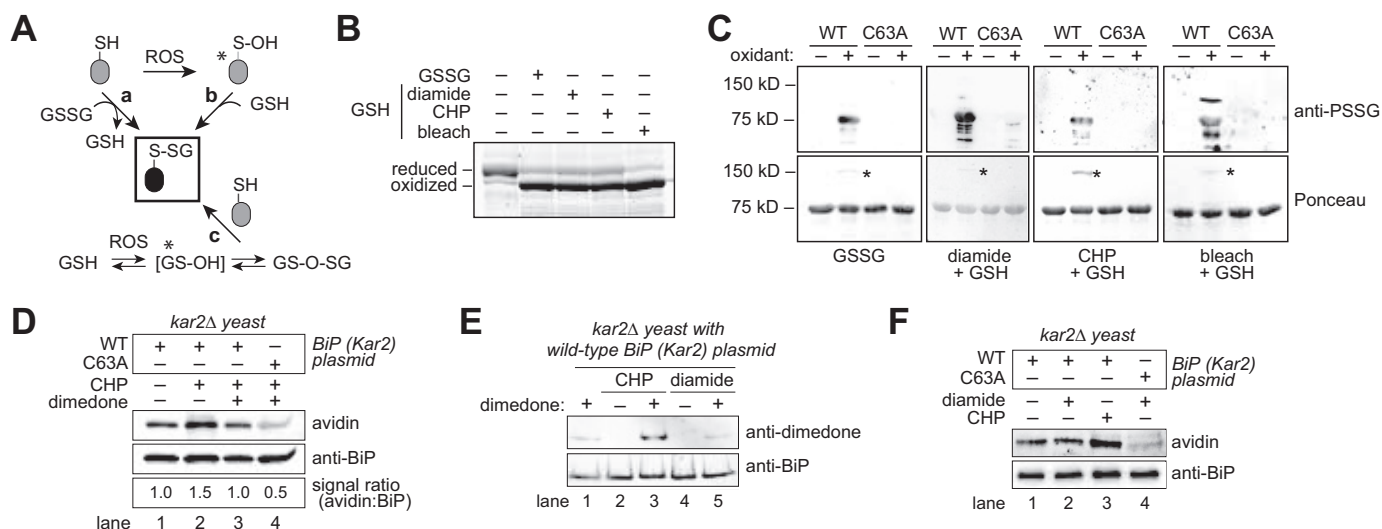 A
SH
ROS
S-OH
*
a
b
GSSG
GSH
GSH
S-SG
SH
c
ROS
*
GSH
[GS-OH]
GS-O-SG
B
GSSG – + – – –
GSH
diamide – – + – –
CHP – – – + –
bleach – – – – +
reduced –
oxidized –
C
WT C63A WT C63A WT C63A WT C63A
oxidant: – + – + – + – + – + – + – + – +
150 kD –
75 kD –
anti-PSSG
150 kD –
* * * *
75 kD –
Ponceau
GSSG
diamide + GSH
CHP + GSH
bleach + GSH
D
kar2Δ yeast
WT + + + –
C63A – – – +
BiP (Kar2) plasmid
CHP – + + +
dimedone – – + +
avidin
anti-BiP
1.0 1.5 1.0 0.5
signal ratio (avidin:BiP)
lane 1 2 3 4
E
kar2Δ yeast with
wild-type BiP (Kar2) plasmid
CHP diamide
dimedone: + – + – +
anti-dimedone
anti-BiP
lane 1 2 3 4 5
F
kar2Δ yeast
WT + + + –
C63A – – – +
BiP (Kar2) plasmid
diamide – + – +
CHP – – + –
avidin
anti-BiP
lane 1 2 3 4